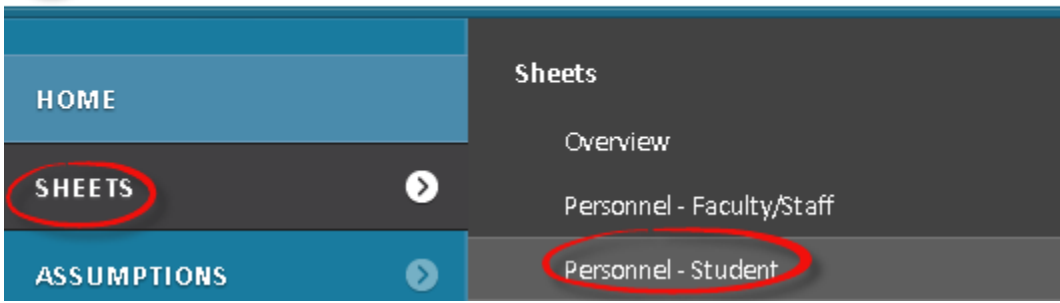 HOME
SHEETS
ASSUMPTIONS
Sheets
Overview
Personnel - Faculty/Staff
Personnel - Student